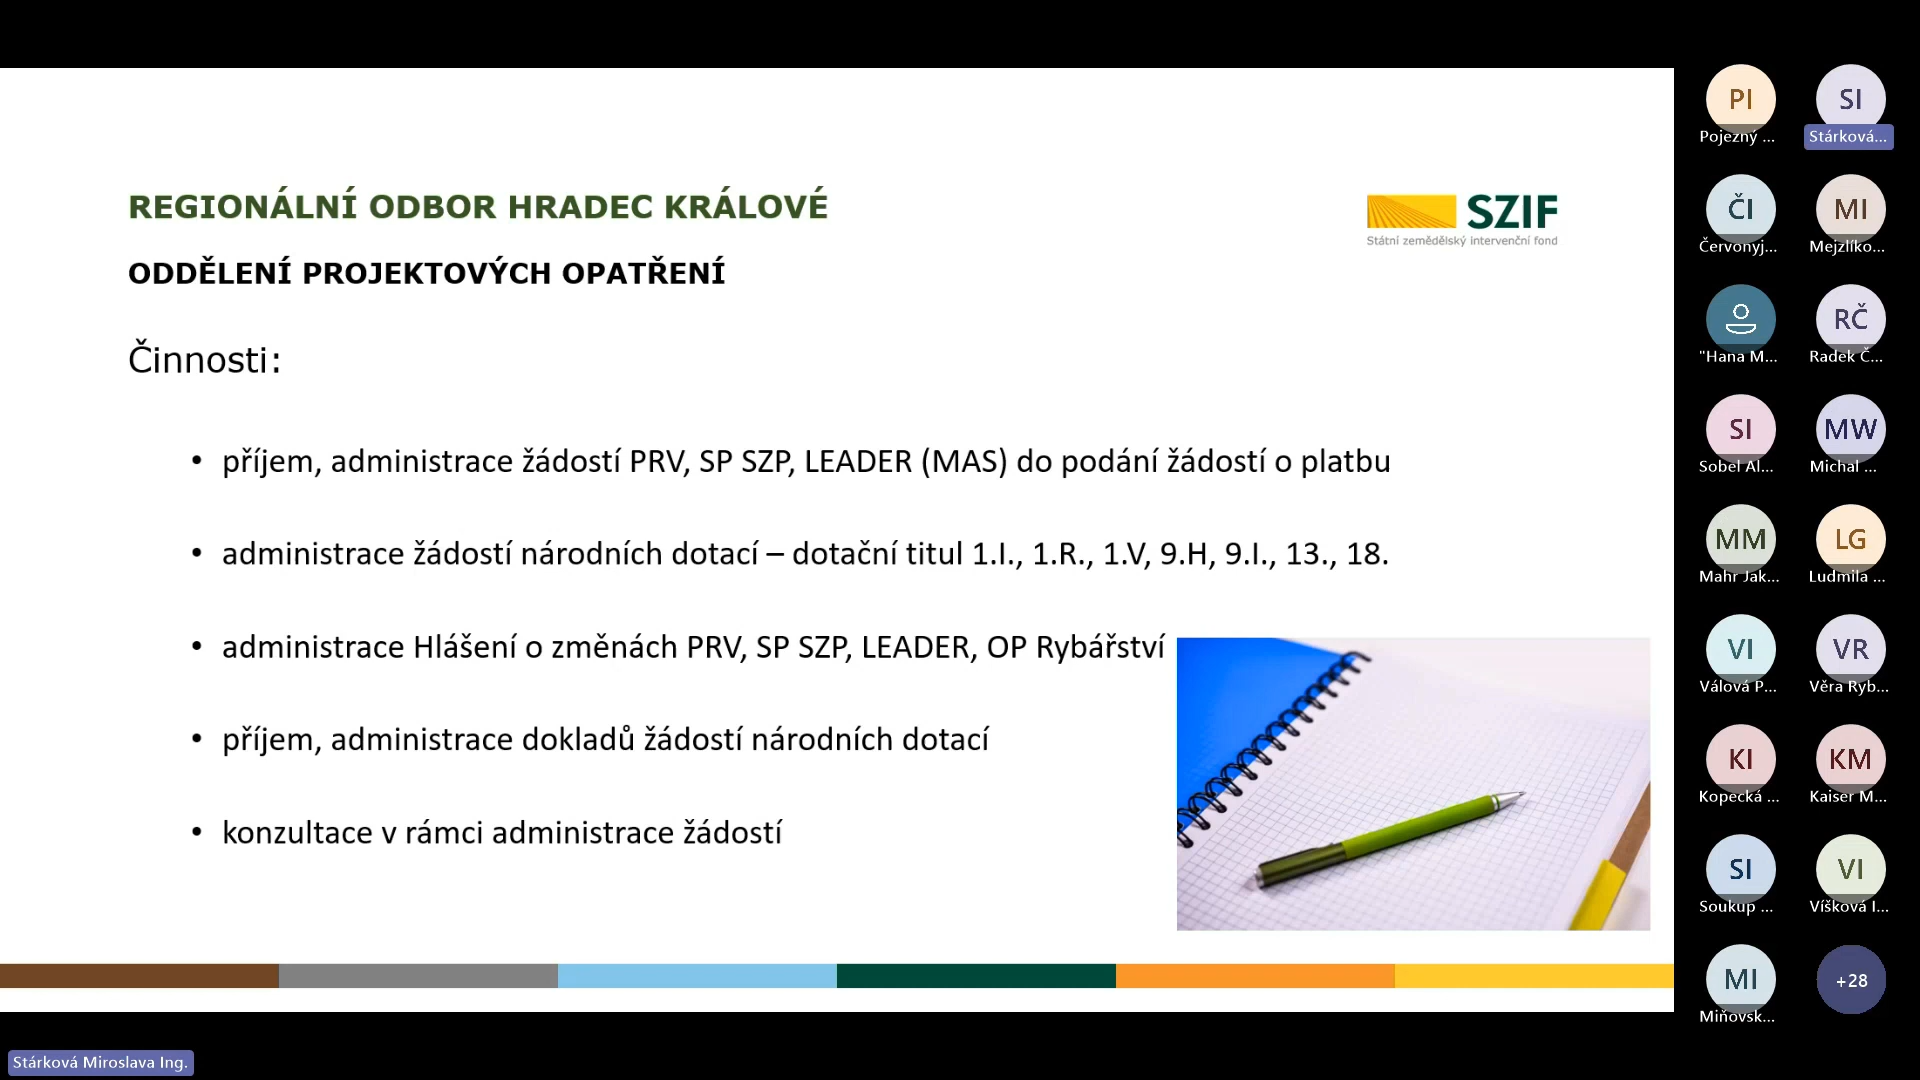 REGIONÁLNÍ ODBOR HRADEC KRÁLOVÉ
SZIF
Státní zemědělský intervenční fond
ODDĚLENÍ PROJEKTOVÝCH OPATŘENÍ
Činnosti:
• příjem, administrace žádostí PRV, SP SZP, LEADER (MAS) do podání žádostí o platbu
• administrace žádostí národních dotací – dotační titul 1.I., 1.R., 1.V, 9.H, 9.I., 13., 18.
• administrace Hlášení o změnách PRV, SP SZP, LEADER, OP Rybářství
• příjem, administrace dokladů žádostí národních dotací
• konzultace v rámci administrace žádostí
Stárková Miroslava Ing.
PI
Pojezný ...
SI
Stárková...
ČI
Červonyj...
MI
Mejzlíko...
"Hana M...
RČ
Radek Č...
SI
Sobel Al...
MW
Michal ...
MM
Mahr Jak...
LG
Ludmila ...
VI
Válová P...
VR
Věra Ryb...
KI
Kopecká ...
KM
Kaiser M...
SI
Soukup ...
VI
Víšková I...
MI
Miňovsk...
+28